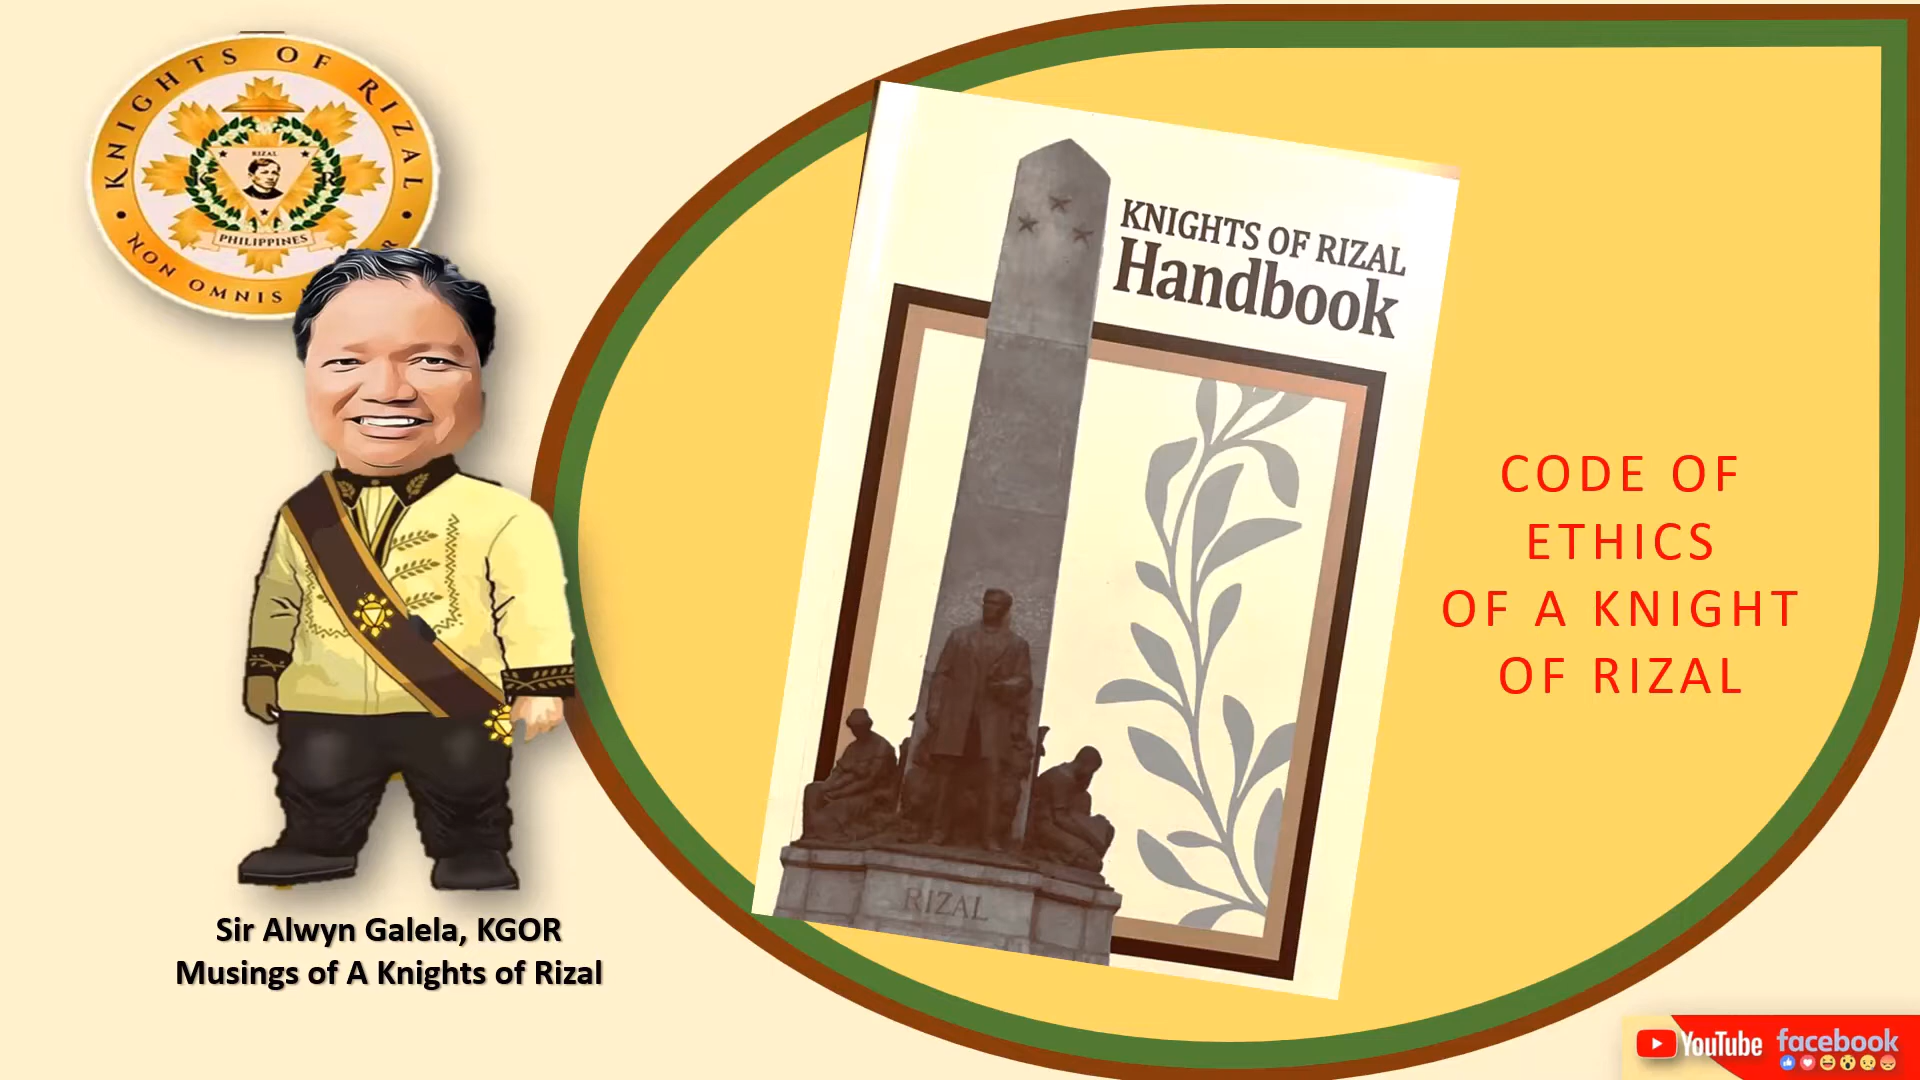 KNIGHTS OF RIZAL
RIZAL
PHILIPPINES
NON OMNIS
KNIGHTS OF RIZAL
Handbook
RIZAL
CODE OF
ETHICS
OF A KNIGHT
OF RIZAL
Sir Alwyn Galela, KGOR
Musings of A Knights of Rizal
YouTube facebook